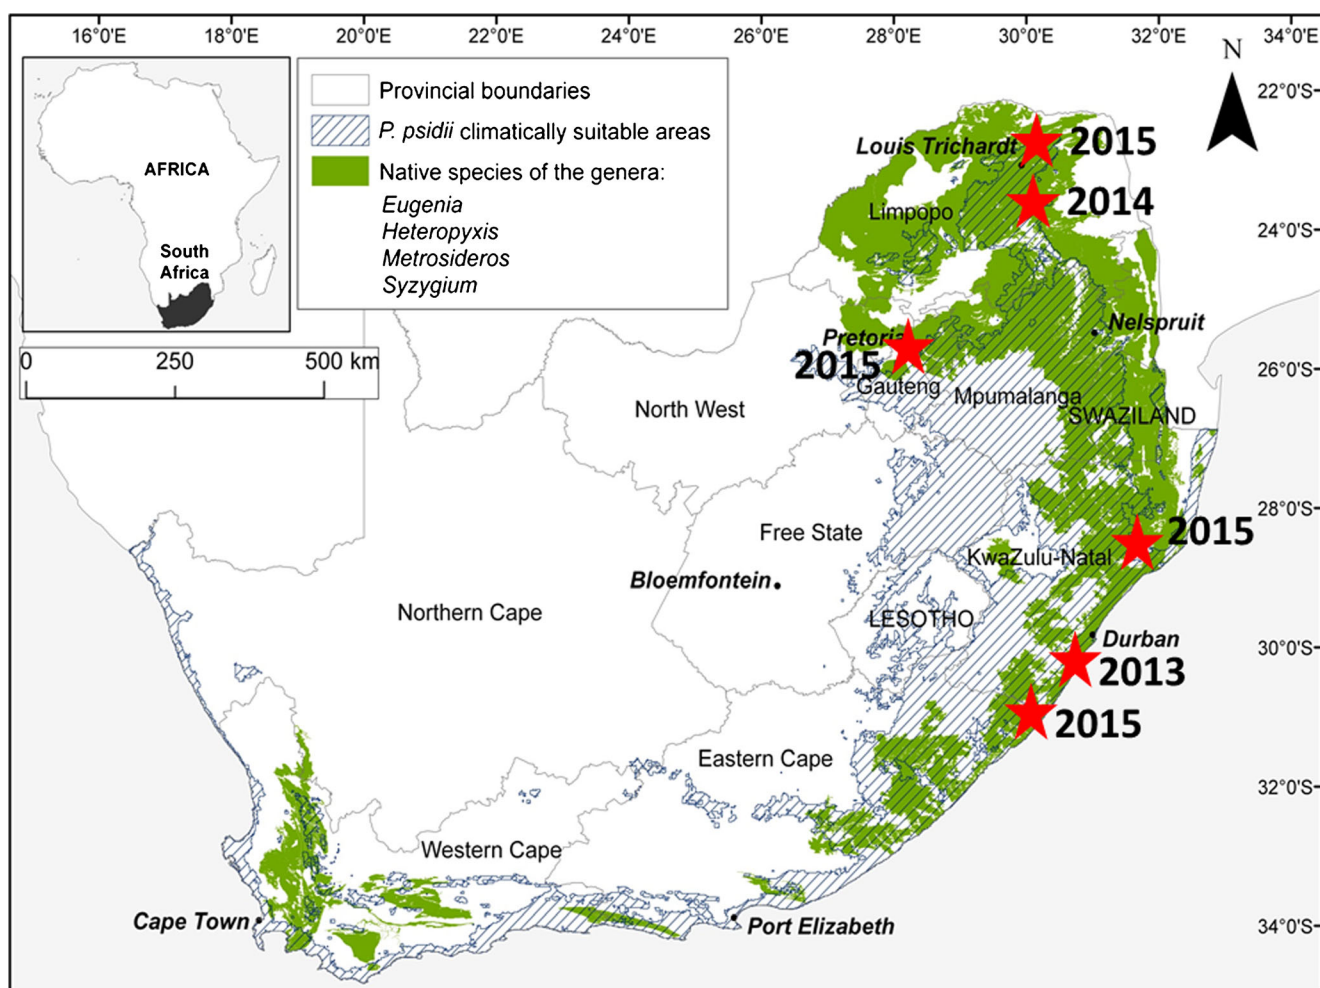 16°0'E 18°0'E 20°0'E 22°0'E 24°0'E 26°0'E 28°0'E 30°0'E 32°0'E 34°0'E
N
22°0'S
24°0'S
26°0'S
28°0'S
30°0'S
32°0'S
34°0'S
AFRICA
South
Africa
Provincial boundaries
P. psidii climatically suitable areas
Native species of the genera:
Eugenia
Heteropyxis
Metrosideros
Syzygium
0 250 500 km
Louis Trichardt
2015
2014
Limpopo
Nelspruit
Pretoria
2015
Gauteng
Mpumalanga
SWAZILAND
North West
Free State
2015
KwaZulu-Natal
Bloemfontein
Northern Cape
LESOTHO
Durban
2013
2015
Eastern Cape
Western Cape
Cape Town
Port Elizabeth